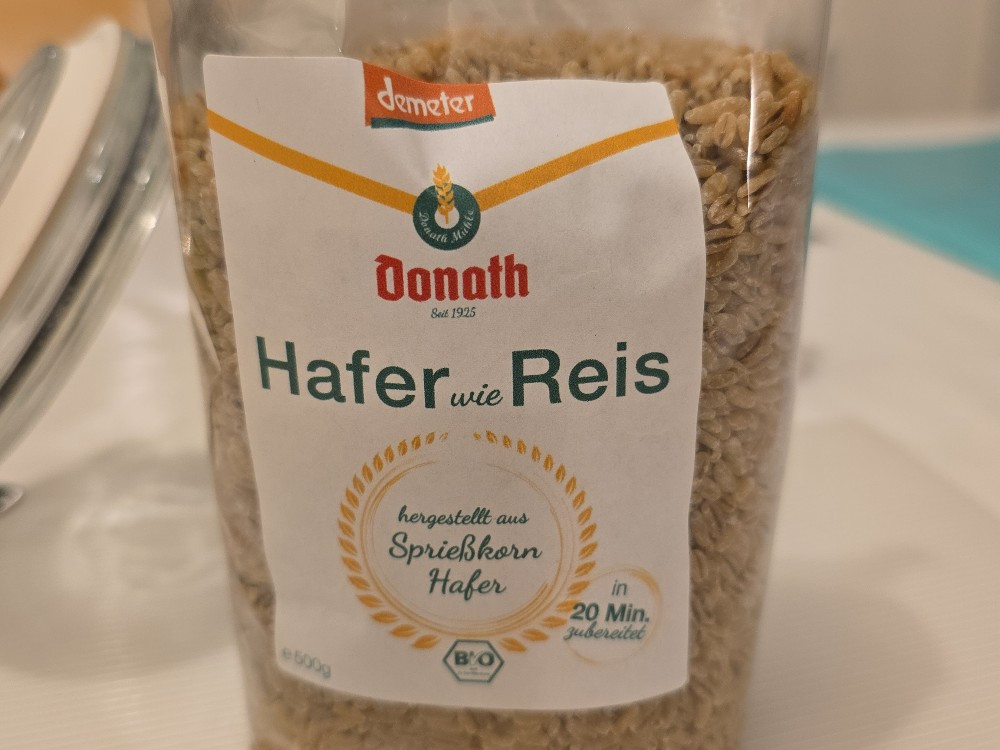 demeter
Donath Mühle
Donath
Seit 1925
Hafer wie Reis
hergestellt aus
Sprießkorn
Hafer
in
20 Min.
zubereitet
BIO
e 500g